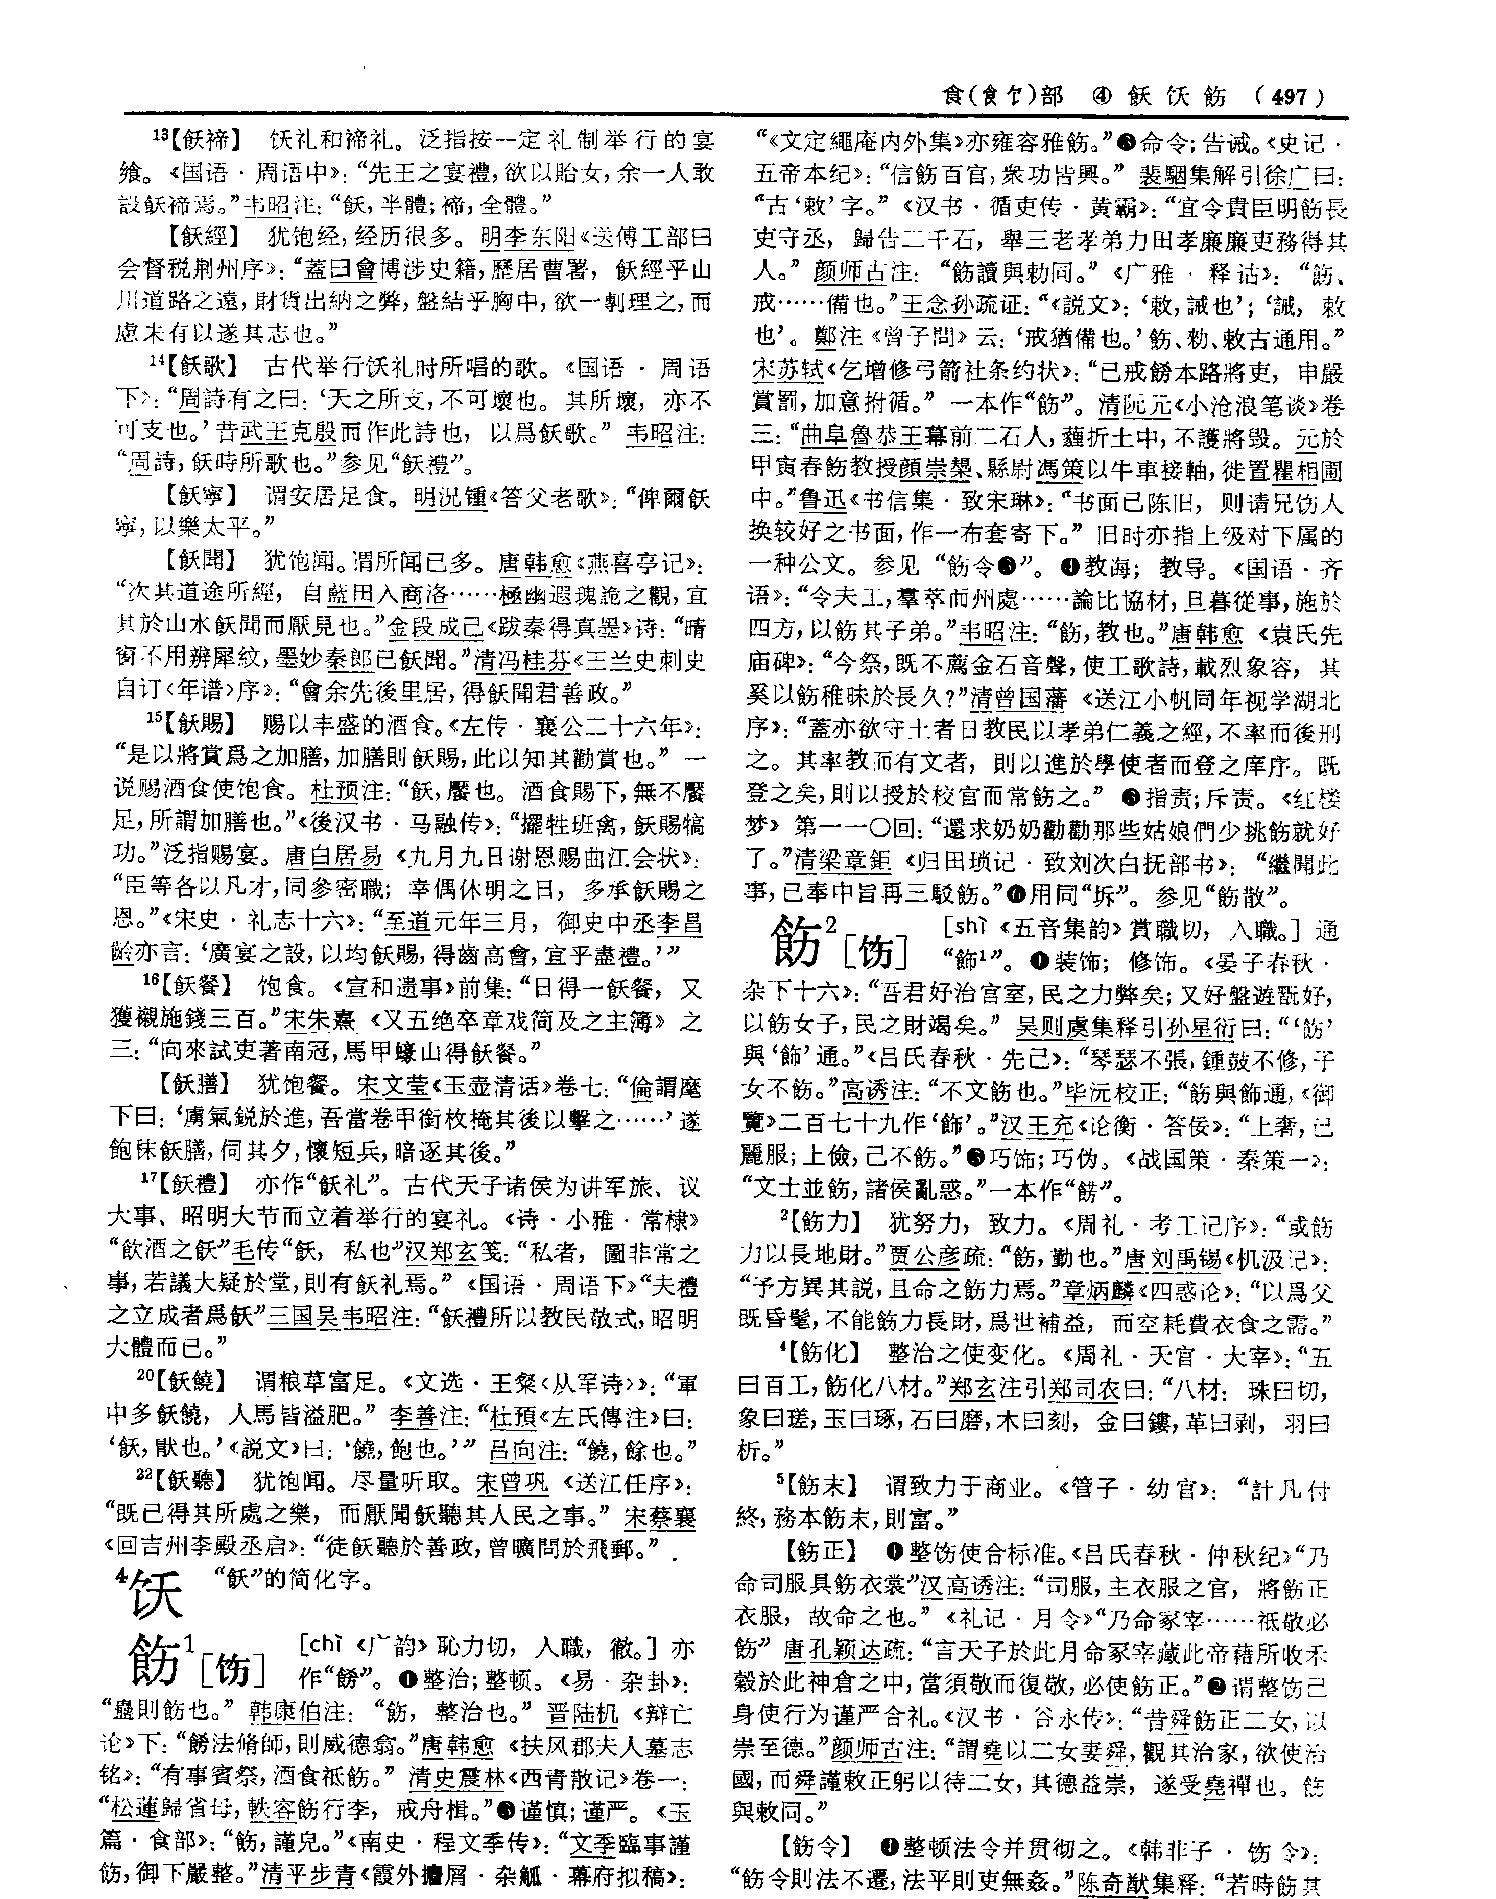 食(飠饣)部 ④ 飫饫飭 (497)
13【飫禘】 饫礼和禘礼。泛指按一定礼制举行的宴
飨。《国语·周语中》：“先王之宴禮，欲以貽女，余一人敢
設飫禘焉。”韦昭注：“飫，半體；禘，全體。”
【飫經】 犹饱经，经历很多。明李东阳《送傅工部曰
会督税荆州序》：“蓋曰會博涉史籍，歷居曹署，飫經乎山
川道路之遠，財貨出納之弊，盤結乎胸中，欲一剸理之，而
慮未有以遂其志也。”
14【飫歌】 古代举行饫礼时所唱的歌。《国语·周语
下》：“周詩有之曰：‘天之所支，不可壞也。其所壞，亦不
可支也。’昔武王克殷而作此詩也，以爲飫歌。”韦昭注：
“周詩，飫時所歌也。”参见“飫禮”。
【飫寧】 谓安居足食。明况锺《答父老歌》：“俾爾飫
寧，以樂太平。”
【飫聞】 犹饱闻。谓所闻已多。唐韩愈《燕喜亭记》：
“次其道途所經，自藍田入商洛……極幽遐瑰詭之觀，宜
其於山水飫聞而厭見也。”金段成己《跋秦得真墨》诗：“晴
窗不用辨犀紋，墨妙秦郎已飫聞。”清冯桂芬《王兰史刺史
自订〈年谱〉序》：“會余先後里居，得飫聞君善政。”
15【飫賜】 赐以丰盛的酒食。《左传·襄公二十六年》：
“是以將賞爲之加膳，加膳則飫賜，此以知其勸賞也。”一
说赐酒食使饱食。杜预注：“飫，饜也。酒食賜下，無不饜
足，所謂加膳也。”《後汉书·马融传》：“擺牲班禽，飫賜犒
功。”泛指赐宴。唐白居易《九月九日谢恩赐曲江会状》：
“臣等各以凡才，同參密職；幸偶休明之日，多承飫賜之
恩。”《宋史·礼志十六》：“至道元年三月，御史中丞李昌
齡亦言：‘廣宴之設，以均飫賜，得齒高會，宜乎盡禮。’”
16【飫餐】 饱食。《宣和遗事》前集：“日得一飫餐，又
獲襯施錢三百。”宋朱熹《又五绝卒章戏简及之主簿》之
三：“向來試吏著南冠，馬甲蠔山得飫餐。”
【飫膳】 犹饱餐。宋文莹《玉壶清话》卷七：“倫謂麾
下曰：‘虜氣鋭於進，吾當卷甲銜枚掩其後以擊之……’遂
飽秣飫膳，伺其夕，懷短兵，暗逐其後。”
17【飫禮】 亦作“飫礼”。古代天子诸侯为讲军旅、议
大事、昭明大节而立着举行的宴礼。《诗·小雅·常棣》
“飲酒之飫”毛传“飫，私也”汉郑玄笺：“私者，圖非常之
事，若議大疑於堂，則有飫礼焉。”《国语·周语下》“夫禮
之立成者爲飫”三国吴韦昭注：“飫禮所以教民敬式，昭明
大體而已。”
20【飫饒】 谓粮草富足。《文选·王粲〈从军诗〉》：“軍
中多飫饒，人馬皆溢肥。”李善注：“杜預《左氏傳注》曰：
‘飫，猒也。’《説文》曰：‘饒，飽也。’”吕向注：“饒，餘也。”
22【飫聽】 犹饱闻。尽量听取。宋曾巩《送江任序》：
“既已得其所處之樂，而厭聞飫聽其人民之事。”宋蔡襄
《回吉州李殿丞启》：“徒飫聽於善政，曾曠問於飛郵。”
4饫 “飫”的简化字。
飭1[饬] [chì《广韵》恥力切，入職，徹。]亦
作“餝”。❶整治；整顿。《易·杂卦》：
“蠱則飭也。”韩康伯注：“飭，整治也。”晋陆机《辩亡
论》下：“餝法脩師，則威德翕。”唐韩愈《扶风郡夫人墓志
铭》：“有事賓祭，酒食祗飭。”清史震林《西青散记》卷一：
“松蓮歸省母，軼容飭行李，戒舟楫。”❷谨慎；谨严。《玉
篇·食部》：“飭，謹皃。”《南史·程文季传》：“文季臨事謹
飭，御下嚴整。”清平步青《霞外攟屑·杂觚·幕府拟稿》：
“《文定繩庵内外集》亦雍容雅飭。”❸命令；告诫。《史记·
五帝本纪》：“信飭百官，衆功皆興。”裴駰集解引徐广曰：
“古‘敕’字。”《汉书·循吏传·黄霸》：“宜令貴臣明飭長
吏守丞，歸告二千石，舉三老孝弟力田孝廉廉吏務得其
人。”颜师古注：“飭讀與勅同。”《广雅·释诂》：“飭、
戒……備也。”王念孙疏证：“《説文》：‘敕，誡也’；‘誡，敕
也’。鄭注《曾子問》云：‘戒猶備也。’飭、勑、敕古通用。”
宋苏轼《乞增修弓箭社条约状》：“已戒餝本路將吏，申嚴
賞罰，加意拊循。”一本作“飭”。清阮元《小沧浪笔谈》卷
三：“曲阜魯恭王幕前二石人，薶折土中，不護將毁。元於
甲寅春飭教授顔崇槼、縣尉馮策以牛車接軸，徙置瞿相圃
中。”鲁迅《书信集·致宋琳》：“书面已陈旧，则请兄饬人
换较好之书面，作一布套寄下。”旧时亦指上级对下属的
一种公文。参见“飭令❸”。❹教诲；教导。《国语·齐
语》：“令夫工，羣萃而州處……論比協材，旦暮從事，施於
四方，以飭其子弟。”韦昭注：“飭，教也。”唐韩愈《袁氏先
庙碑》：“今祭，既不薦金石音聲，使工歌詩，載烈象容，其
奚以飭稚昧於長久？”清曾国藩《送江小帆同年视学湖北
序》：“蓋亦欲守土者日教民以孝弟仁義之經，不率而後刑
之。其率教而有文者，則以進於學使者而登之庠序。既
登之矣，則以授於校官而常飭之。”❺指责；斥责。《红楼
梦》第一一〇回：“還求奶奶勸勸那些姑娘們少挑飭就好
了。”清梁章鉅《归田琐记·致刘次白抚部书》：“繼聞此
事，已奉中旨再三駁飭。”❻用同“坼”。参见“飭散”。
飭2[饬] [shì《五音集韵》賞職切，入職。]通
“飾1”。❶装饰；修饰。《晏子春秋·
杂下十六》：“吾君好治宫室，民之力弊矣；又好盤遊翫好，
以飭女子，民之財竭矣。”吴则虞集释引孙星衍曰：“‘飭’
與‘飾’通。”《吕氏春秋·先己》：“琴瑟不張，鍾鼓不修，子
女不飭。”高诱注：“不文飭也。”毕沅校正：“飭與飾通，《御
覽》二百七十九作‘飾’。”汉王充《论衡·答佞》：“上奢，己
麗服；上儉，己不飭。”❷巧饰；巧伪。《战国策·秦策一》：
“文士並飭，諸侯亂惑。”一本作“餝”。
2【飭力】 犹努力，致力。《周礼·考工记序》：“或飭
力以長地財。”贾公彦疏：“飭，勤也。”唐刘禹锡《机汲记》：
“予方異其説，且命之飭力焉。”章炳麟《四惑论》：“以爲父
既昏髦，不能飭力長財，爲世補益，而空耗費衣食之需。”
4【飭化】 整治之使变化。《周礼·天官·大宰》：“五
曰百工，飭化八材。”郑玄注引郑司农曰：“八材：珠曰切，
象曰瑳，玉曰琢，石曰磨，木曰刻，金曰鏤，革曰剥，羽曰
析。”
5【飭末】 谓致力于商业。《管子·幼官》：“計凡付
終，務本飭末，則富。”
【飭正】 ❶整饬使合标准。《吕氏春秋·仲秋纪》“乃
命司服具飭衣裳”汉高诱注：“司服，主衣服之官，將飭正
衣服，故命之也。”《礼记·月令》“乃命冢宰……祗敬必
飭”唐孔颖达疏：“言天子於此月命冢宰藏此帝藉所收禾
穀於此神倉之中，當須敬而復敬，必使飭正。”❷谓整饬己
身使行为谨严合礼。《汉书·谷永传》：“昔舜飭正二女，以
崇至德。”颜师古注：“謂堯以二女妻舜，觀其治家，欲使治
國，而舜謹敕正躬以待二女，其德益崇，遂受堯禪也。飭
與敕同。”
【飭令】 ❶整顿法令并贯彻之。《韩非子·饬令》：
“飭令則法不遷，法平則吏無姦。”陈奇猷集释：“若時飭其